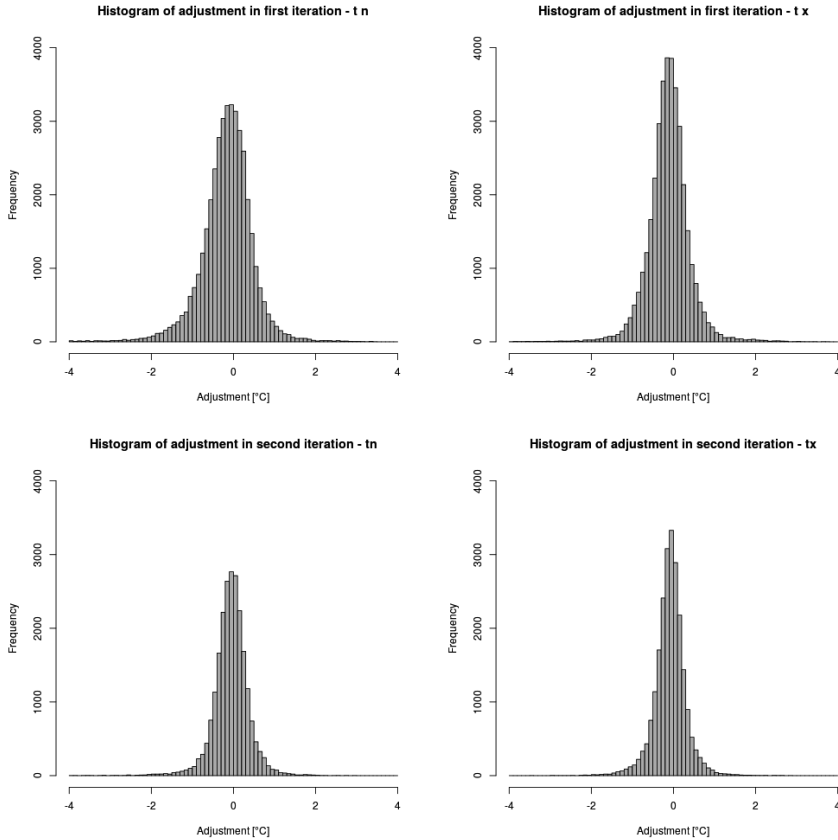 Histogram of adjustment in first iteration - t n
Frequency
4000
3000
2000
1000
0
-4 -2 0 2 4
Adjustment [°C]
Histogram of adjustment in first iteration - t x
Frequency
4000
3000
2000
1000
0
-4 -2 0 2 4
Adjustment [°C]
Histogram of adjustment in second iteration - tn
Frequency
4000
3000
2000
1000
0
-4 -2 0 2 4
Adjustment [°C]
Histogram of adjustment in second iteration - tx
Frequency
4000
3000
2000
1000
0
-4 -2 0 2 4
Adjustment [°C]